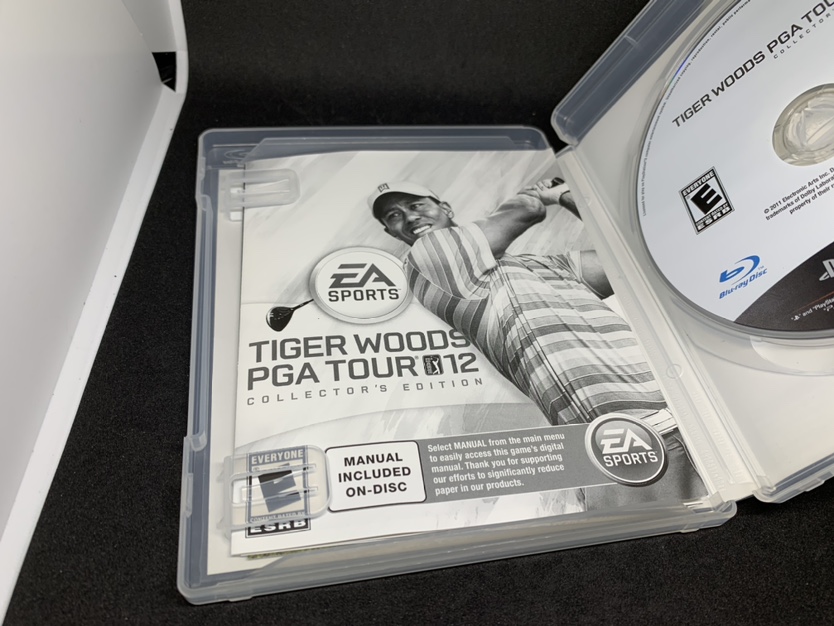 EA
SPORTS
TIGER WOODS
PGA TOUR 12
COLLECTOR'S EDITION
EVERYONE
ESRB
MANUAL
INCLUDED
ON-DISC
Select MANUAL from the main menu
to easily access this game's digital
manual. Thank you for supporting
our efforts to significantly reduce
paper in our products.
EA
SPORTS
TIGER WOODS PGA TOU
COLLECTOR'
EVERYONE
E
ESRB
© 2011 Electronic Arts Inc.
trademarks of Dolby Labora
property of their
Blu-ray Disc